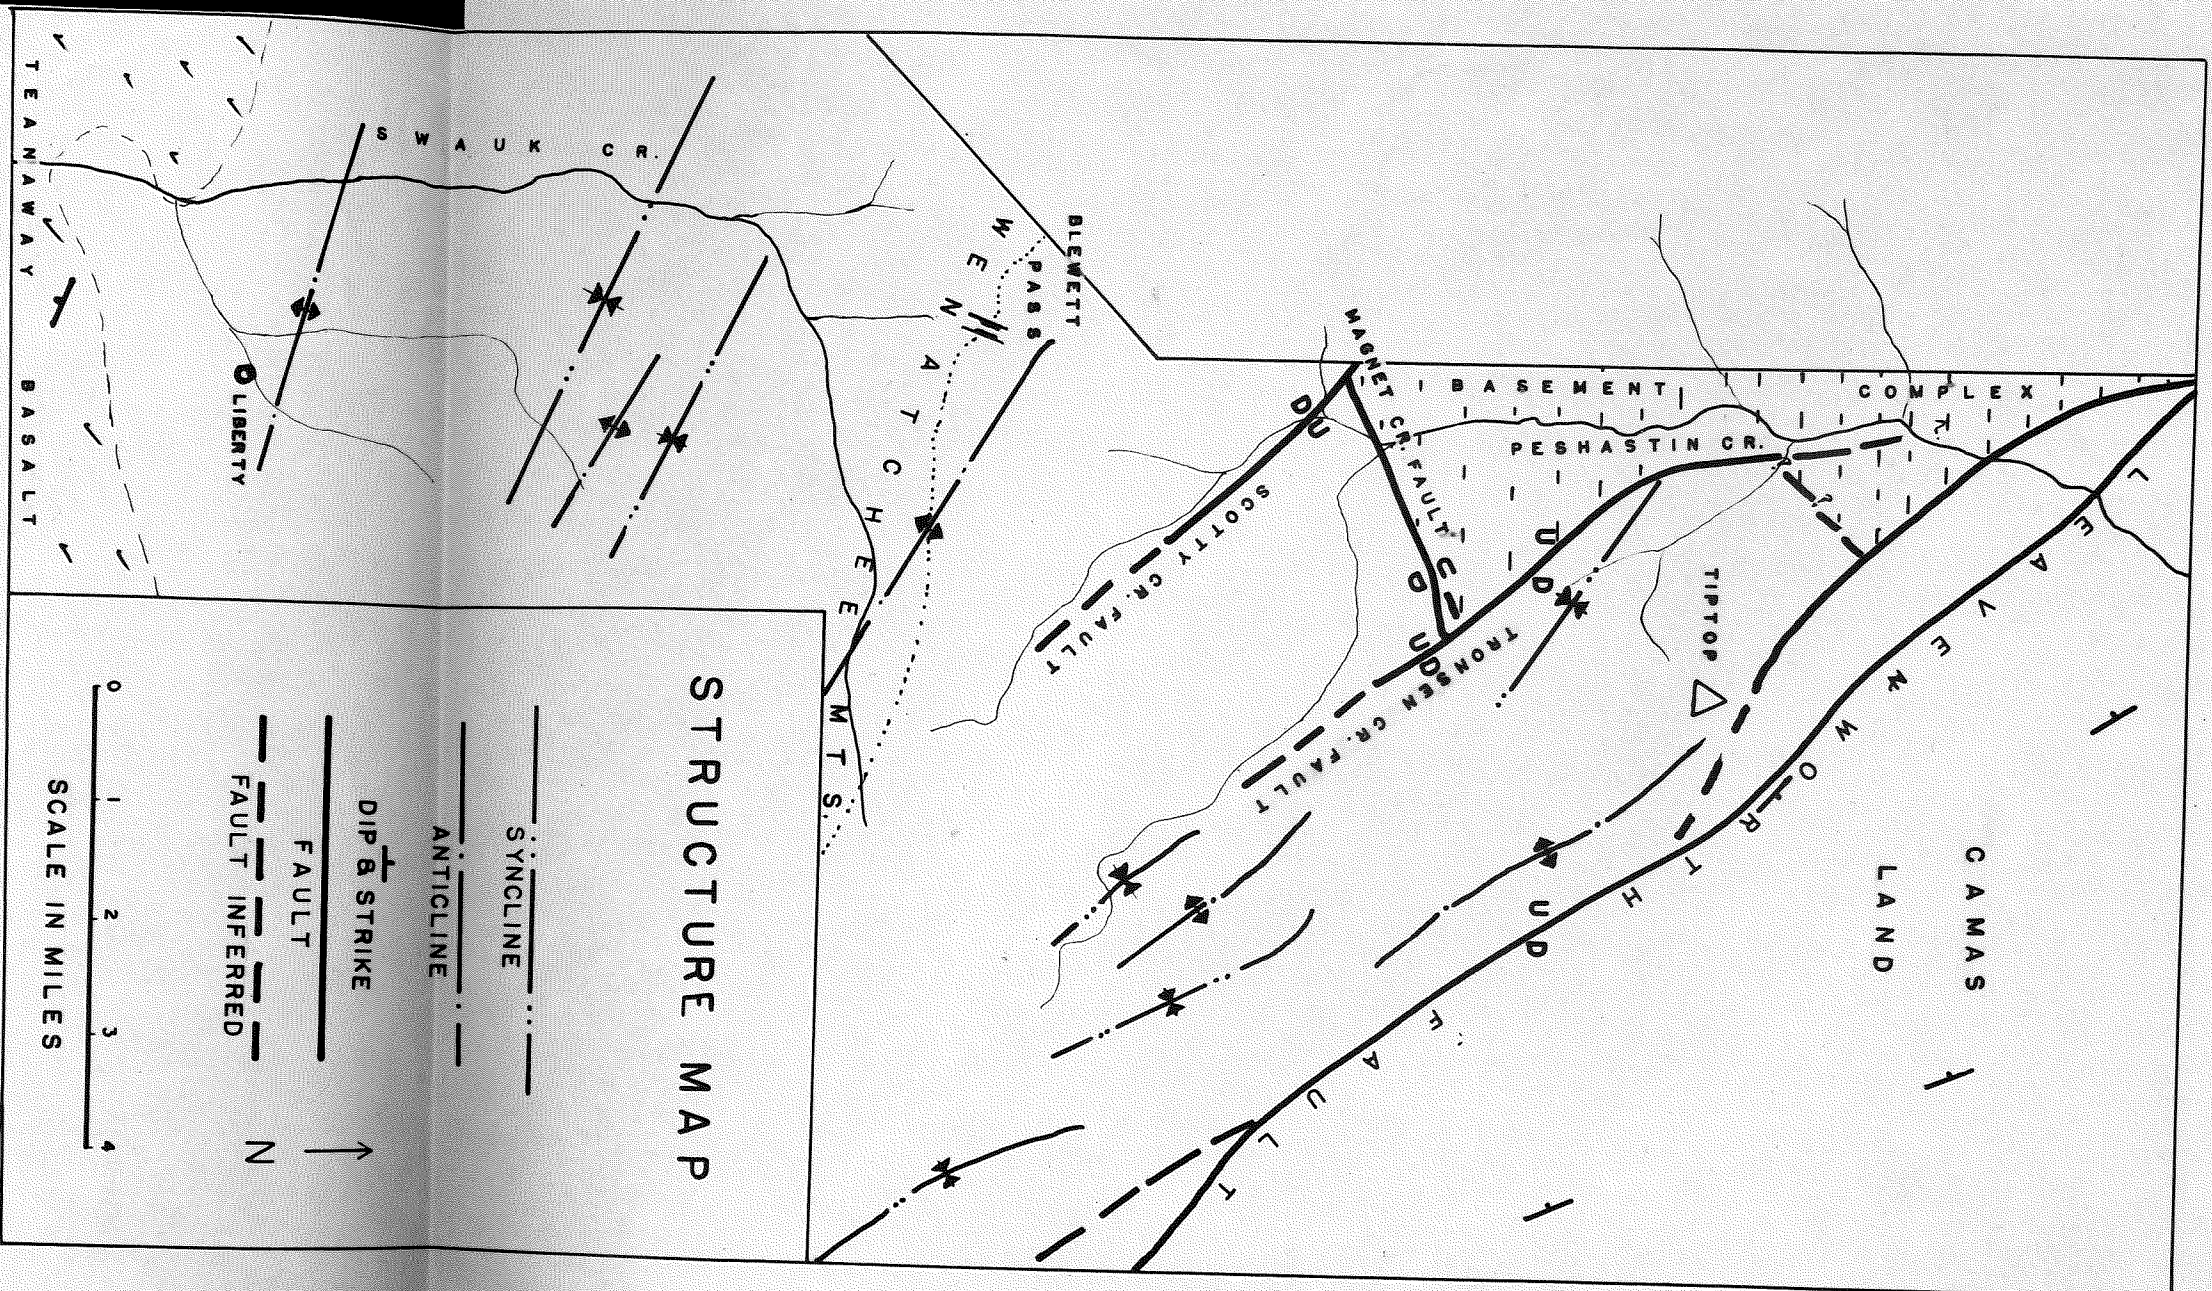 STRUCTURE MAP
SYNCLINE
ANTICLINE
DIP & STRIKE
FAULT
FAULT INFERRED
0 1 2 3 4
SCALE IN MILES
N
TEANAWAY BASALT
SWAUK CR.
LIBERTY
BLEWETT
PASS
WENATCHEE MTS.
MAGNET CR. FAULT
BASEMENT COMPLEX
PESHASTIN CR.
SCOTTY CR. FAULT
TRONSEN CR. FAULT
TIPTOP
LEAVENWORTH FAULT
CAMAS
LAND
D
U
U
D
U
D
U
D
U
D
?